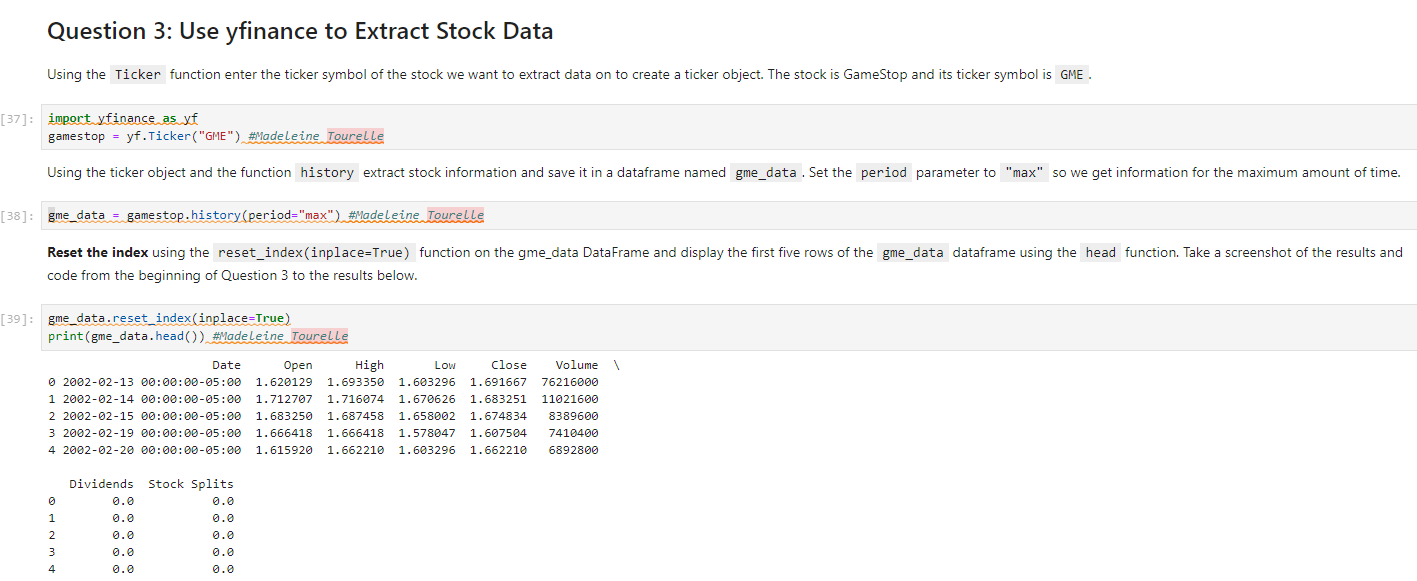 Question 3: Use yfinance to Extract Stock Data
Using the Ticker function enter the ticker symbol of the stock we want to extract data on to create a ticker object. The stock is GameStop and its ticker symbol is GME .
[37]: import yfinance as yf
gamestop = yf.Ticker("GME") #Madeleine Tourelle
Using the ticker object and the function history extract stock information and save it in a dataframe named gme_data . Set the period parameter to "max" so we get information for the maximum amount of time.
[38]: gme_data = gamestop.history(period="max") #Madeleine Tourelle
Reset the index using the reset_index(inplace=True) function on the gme_data DataFrame and display the first five rows of the gme_data dataframe using the head function. Take a screenshot of the results and
code from the beginning of Question 3 to the results below.
[39]: gme_data.reset_index(inplace=True)
print(gme_data.head()) #Madeleine Tourelle
Date Open High Low Close Volume \
0 2002-02-13 00:00:00-05:00 1.620129 1.693350 1.603296 1.691667 76216000
1 2002-02-14 00:00:00-05:00 1.712707 1.716074 1.670626 1.683251 11021600
2 2002-02-15 00:00:00-05:00 1.683250 1.687458 1.658002 1.674834 8389600
3 2002-02-19 00:00:00-05:00 1.666418 1.666418 1.578047 1.607504 7410400
4 2002-02-20 00:00:00-05:00 1.615920 1.662210 1.603296 1.662210 6892800
Dividends Stock Splits
0 0.0 0.0
1 0.0 0.0
2 0.0 0.0
3 0.0 0.0
4 0.0 0.0